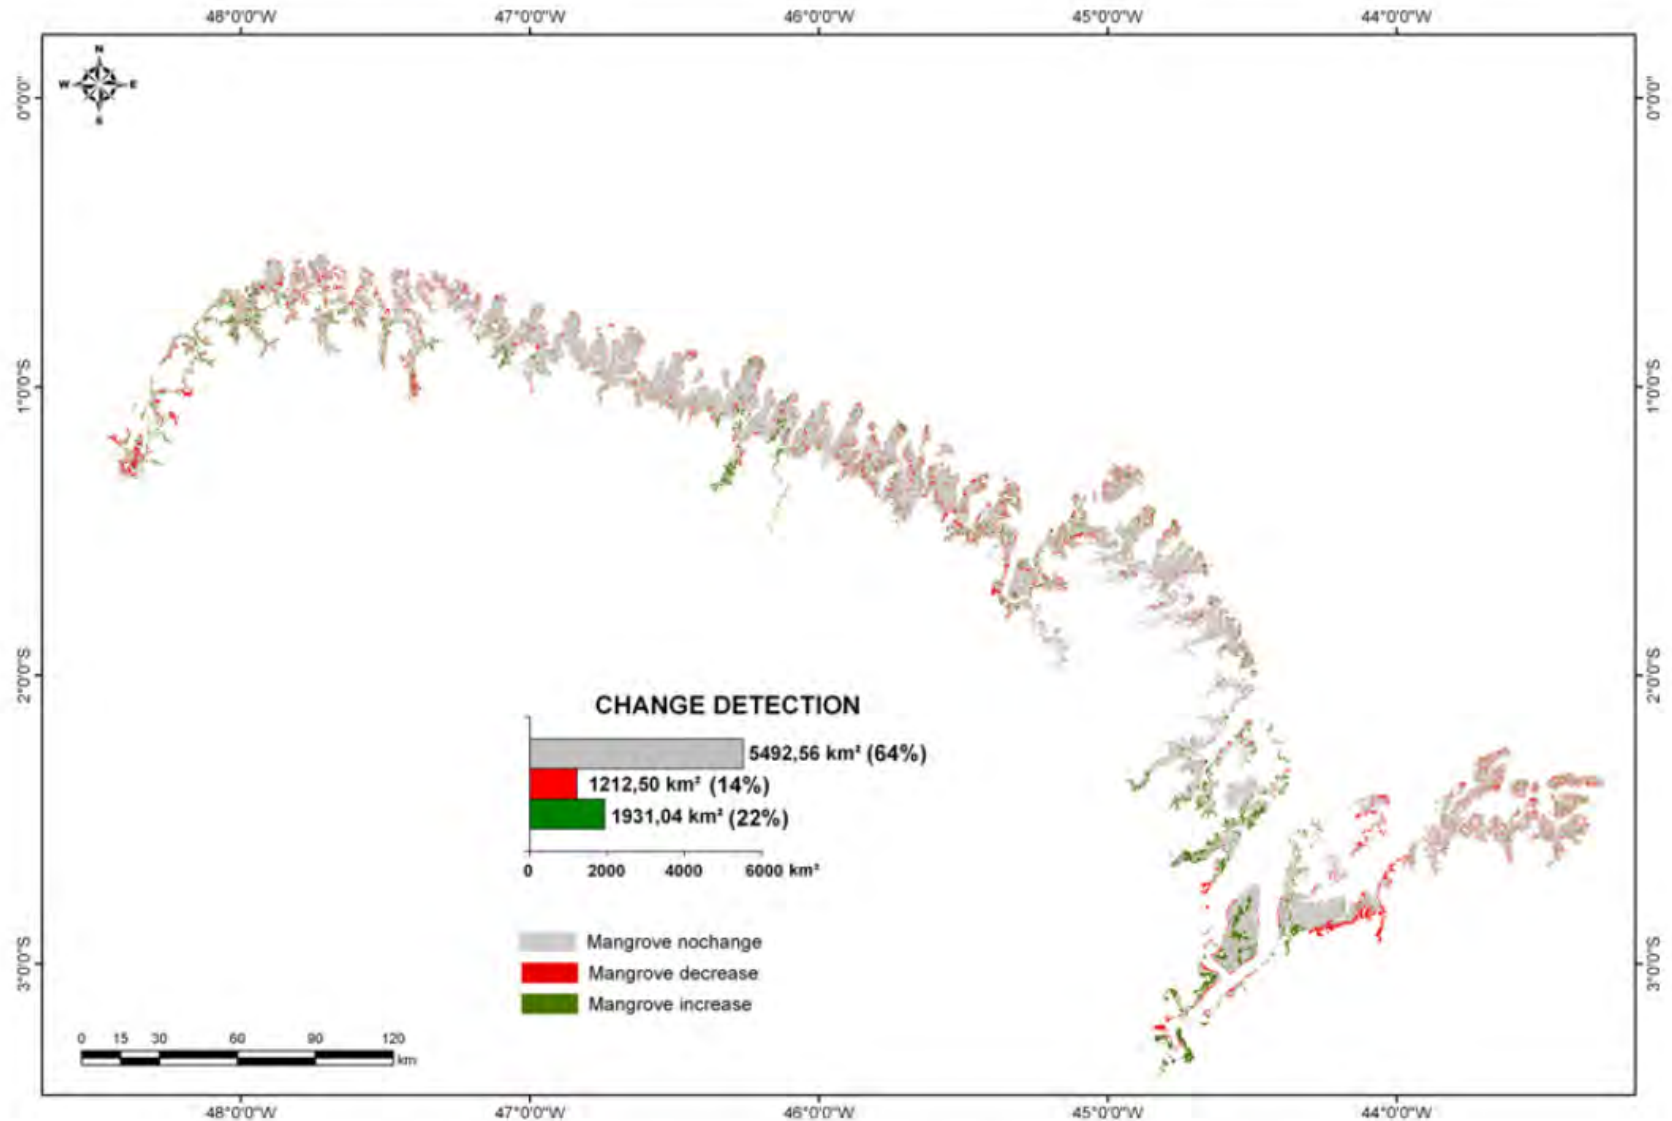 48°0'0"W 47°0'0"W 46°0'0"W 45°0'0"W 44°0'0"W
N
W E
S
0°0'0" 0°0'0"
1°0'0"S 1°0'0"S
2°0'0"S 2°0'0"S
CHANGE DETECTION
5492,56 km² (64%)
1212,50 km² (14%)
1931,04 km² (22%)
0 2000 4000 6000 km²
Mangrove nochange
Mangrove decrease
Mangrove increase
3°0'0"S 3°0'0"S
0 15 30 60 90 120
km
48°0'0"W 47°0'0"W 46°0'0"W 45°0'0"W 44°0'0"W